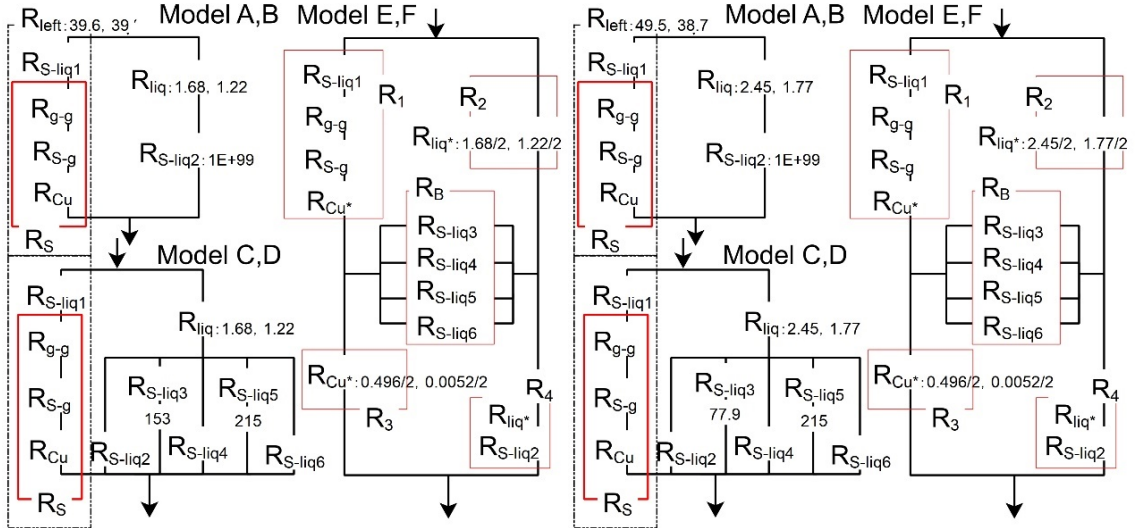 Model A,B
R_left: 39.6, 39.
R_S-liq1
R_g-g
R_S-g
R_Cu
R_S
R_liq: 1.68, 1.22
R_S-liq2: 1E+99
Model C,D
R_S-liq1
R_g-g
R_S-g
R_Cu
R_S
R_liq: 1.68, 1.22
R_S-liq3
153
R_S-liq5
215
R_S-liq2
R_S-liq4
R_S-liq6
Model E,F
R_S-liq1
R_g-g
R_S-g
R_Cu*
R_1
R_2
R_liq*: 1.68/2, 1.22/2
R_B
R_S-liq3
R_S-liq4
R_S-liq5
R_S-liq6
R_Cu*: 0.496/2, 0.0052/2
R_3
R_4
R_liq*
R_S-liq2
Model A,B
R_left: 49.5, 38.7
R_S-liq1
R_g-g
R_S-g
R_Cu
R_S
R_liq: 2.45, 1.77
R_S-liq2: 1E+99
Model C,D
R_S-liq1
R_g-g
R_S-g
R_Cu
R_S
R_liq: 2.45, 1.77
R_S-liq3
77.9
R_S-liq5
215
R_S-liq2
R_S-liq4
R_S-liq6
Model E,F
R_S-liq1
R_g-g
R_S-g
R_Cu*
R_1
R_2
R_liq*: 2.45/2, 1.77/2
R_B
R_S-liq3
R_S-liq4
R_S-liq5
R_S-liq6
R_Cu*: 0.496/2, 0.0052/2
R_3
R_4
R_liq*
R_S-liq2